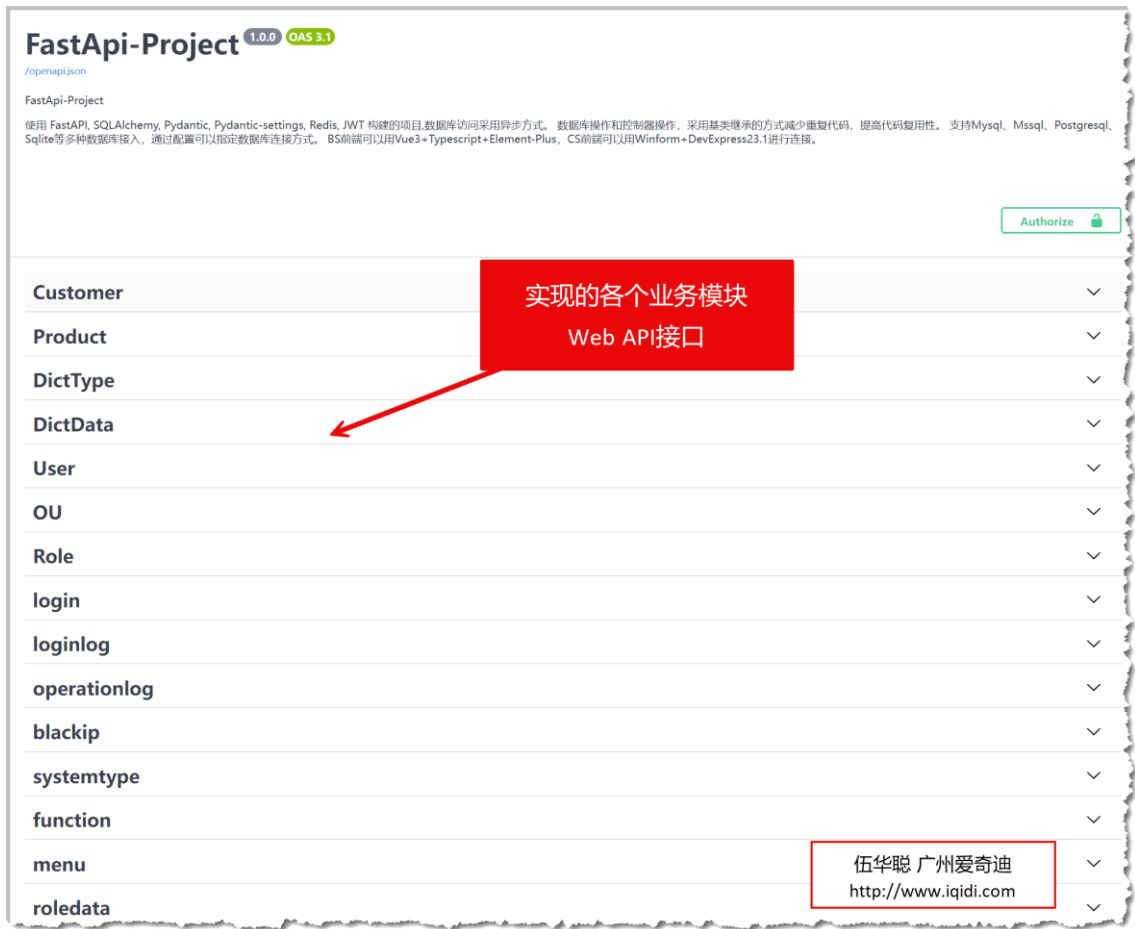 FastApi-Project 1.0.0 OAS 3.1
/openapi.json
FastApi-Project
使用 FastAPI, SQLAlchemy, Pydantic, Pydantic-settings, Redis, JWT 构建的项目,数据库访问采用异步方式。 数据库操作和控制器操作，采用基类继承的方式减少重复代码，提高代码复用性。 支持Mysql、Mssql、Postgresql、
Sqlite等多种数据库接入，通过配置可以指定数据库连接方式。 BS前端可以用Vue3+Typescript+Element-Plus，CS前端可以用Winform+DevExpress23.1进行连接。
Authorize
实现的各个业务模块
Web API接口
Customer
Product
DictType
DictData
User
OU
Role
login
loginlog
operationlog
blackip
systemtype
function
menu
伍华聪 广州爱奇迪
http://www.iqidi.com
roledata